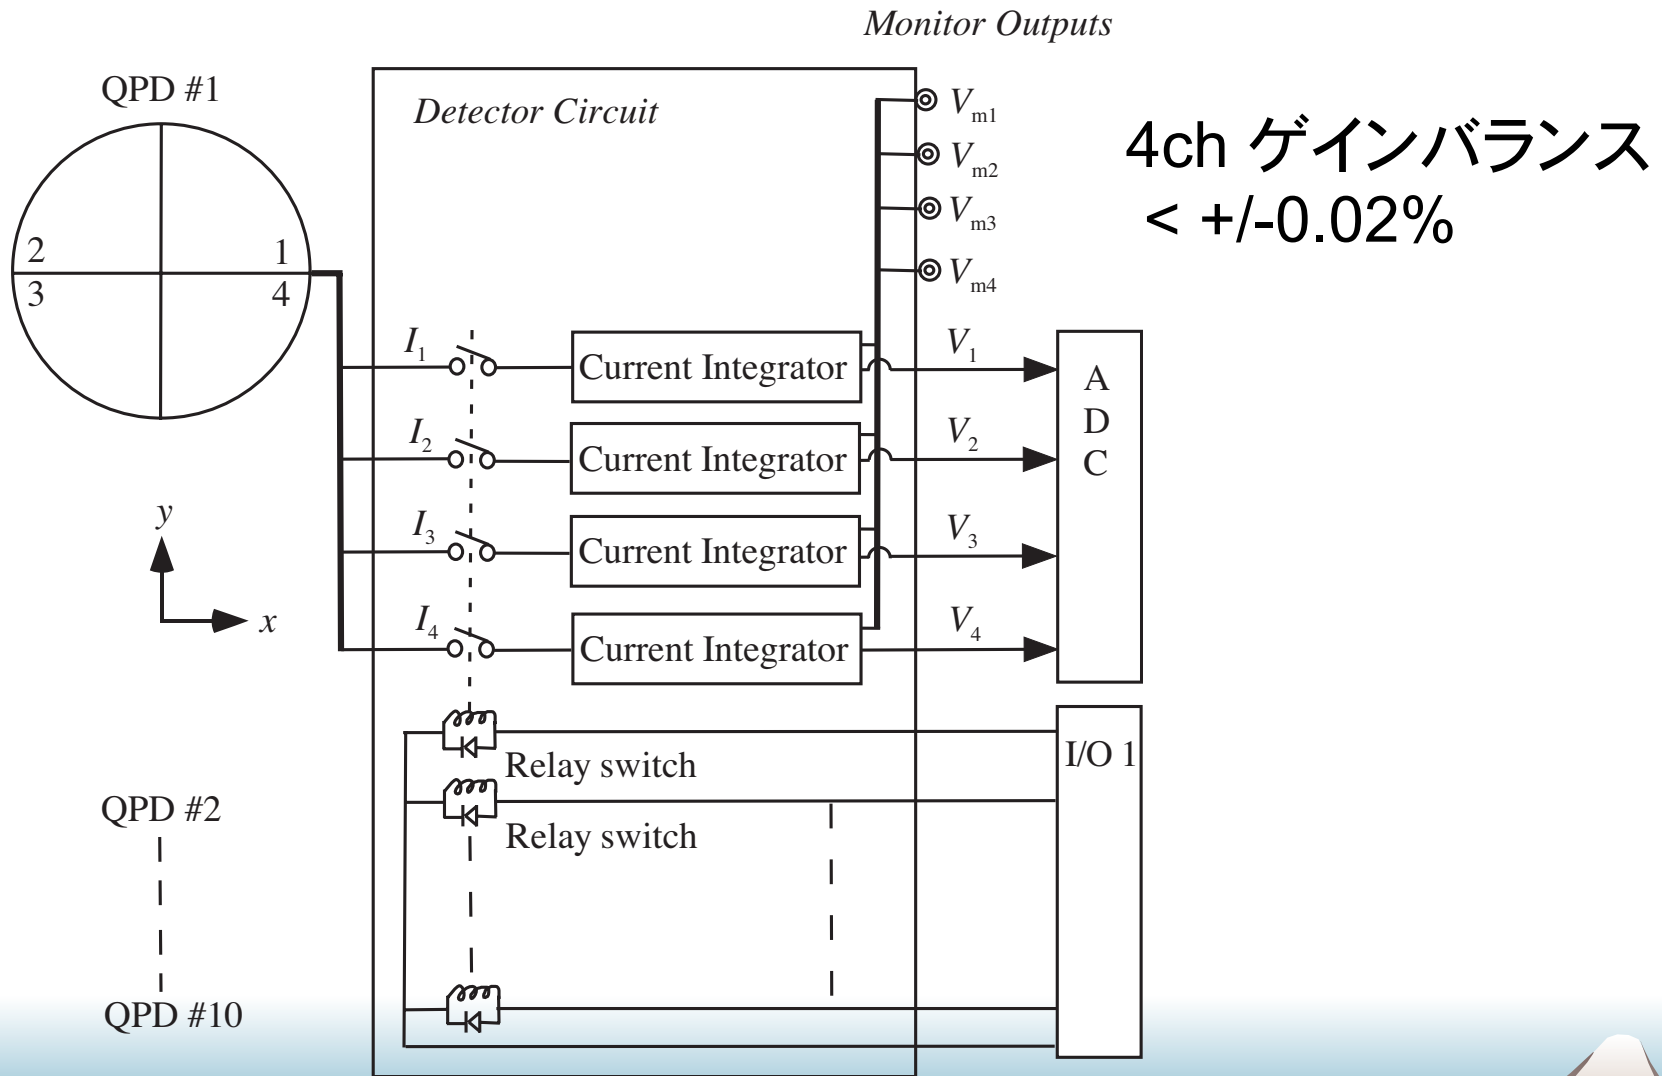 Monitor Outputs
QPD #1
Detector Circuit
Vm1
Vm2
Vm3
Vm4
4ch ゲインバランス
< +/-0.02%
2
1
3
4
I1
Current Integrator
V1
I2
Current Integrator
V2
I3
Current Integrator
V3
I4
Current Integrator
V4
A
D
C
y
x
Relay switch
I/O 1
Relay switch
QPD #2
QPD #10